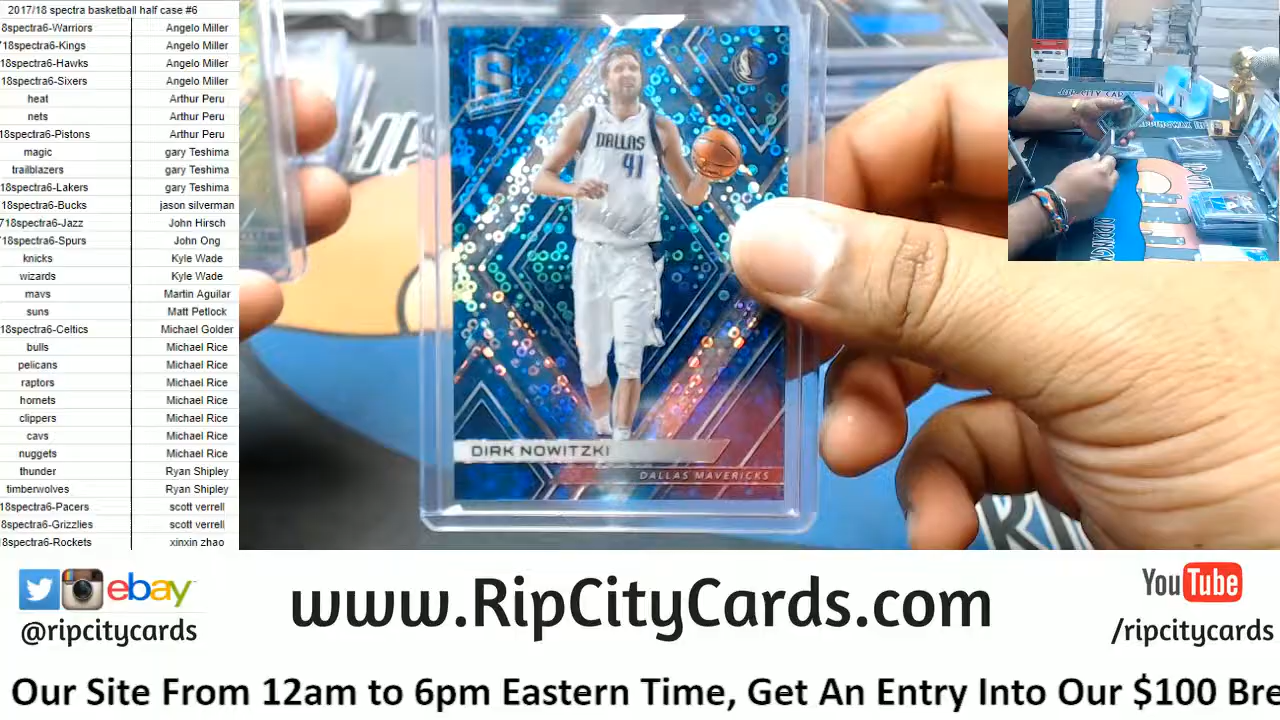 2017/18 spectra basketball half case #6
8spectra6-Warriors Angelo Miller
18spectra6-Kings Angelo Miller
18spectra6-Hawks Angelo Miller
18spectra6-Sixers Angelo Miller
heat Arthur Peru
nets Arthur Peru
18spectra6-Pistons Arthur Peru
magic gary Teshima
trailblazers gary Teshima
18spectra6-Lakers gary Teshima
18spectra6-Bucks jason silverman
718spectra6-Jazz John Hirsch
718spectra6-Spurs John Ong
knicks Kyle Wade
wizards Kyle Wade
mavs Martin Aguilar
suns Matt Petlock
18spectra6-Celtics Michael Golder
bulls Michael Rice
pelicans Michael Rice
raptors Michael Rice
hornets Michael Rice
clippers Michael Rice
cavs Michael Rice
nuggets Michael Rice
thunder Ryan Shipley
timberwolves Ryan Shipley
18spectra6-Pacers scott verrell
8spectra6-Grizzlies scott verrell
8spectra6-Rockets xinxin zhao
S
DALLAS
41
DIRK NOWITZKI
DALLAS MAVERICKS
RIP CITY CARDS
ebay
@ripcitycards
www.RipCityCards.com
YouTube
/ripcitycards
Our Site From 12am to 6pm Eastern Time, Get An Entry Into Our $100 Bre